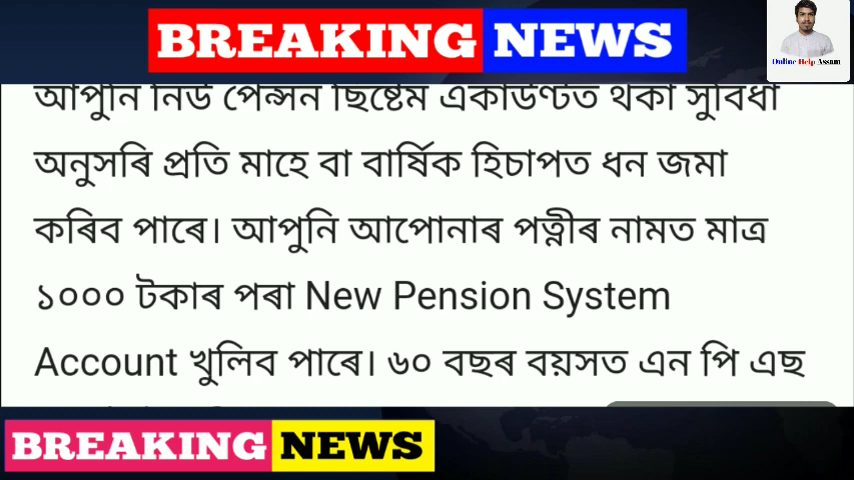 BREAKING NEWS
Online Help Assam
আপুনি নিউ পেন্সন ছিষ্টেম একাউণ্টত থকা সুবিধা
অনুসৰি প্ৰতি মাহে বা বাৰ্ষিক হিচাপত ধন জমা
কৰিব পাৰে। আপুনি আপোনাৰ পত্নীৰ নামত মাত্ৰ
১০০০ টকাৰ পৰা New Pension System
Account খুলিব পাৰে। ৬০ বছৰ বয়সত এন পি এছ
BREAKING NEWS